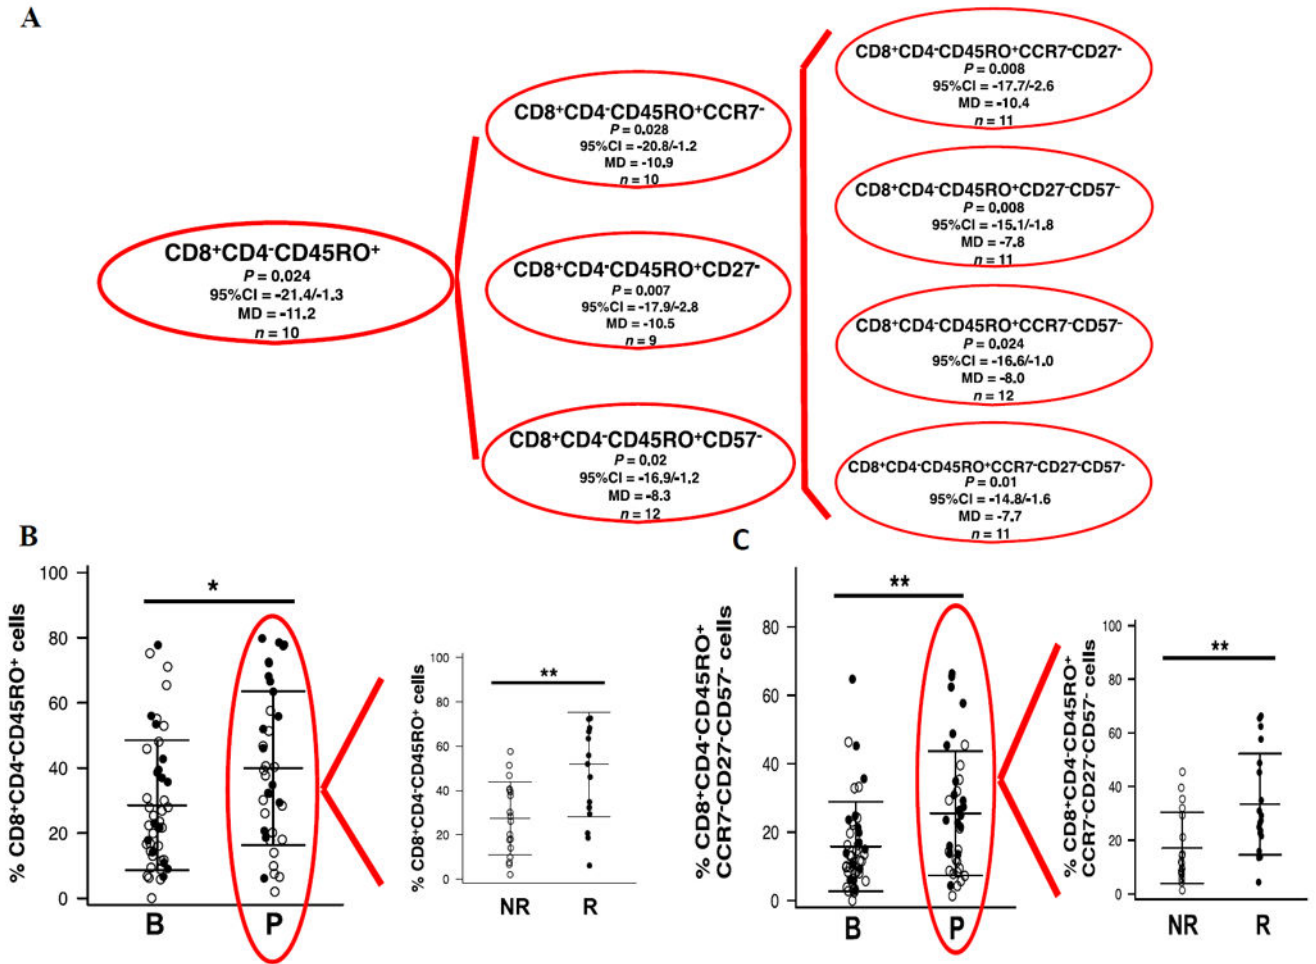 A
CD8⁺CD4⁻CD45RO⁺
P = 0.024
95%CI = -21.4/-1.3
MD = -11.2
n = 10
CD8⁺CD4⁻CD45RO⁺CCR7⁻
P = 0.028
95%CI = -20.8/-1.2
MD = -10.9
n = 10
CD8⁺CD4⁻CD45RO⁺CD27⁻
P = 0.007
95%CI = -17.9/-2.8
MD = -10.5
n = 9
CD8⁺CD4⁻CD45RO⁺CD57⁻
P = 0.02
95%CI = -16.9/-1.2
MD = -8.3
n = 12
CD8⁺CD4⁻CD45RO⁺CCR7⁻CD27⁻
P = 0.008
95%CI = -17.7/-2.6
MD = -10.4
n = 11
CD8⁺CD4⁻CD45RO⁺CD27⁻CD57⁻
P = 0.008
95%CI = -15.1/-1.8
MD = -7.8
n = 11
CD8⁺CD4⁻CD45RO⁺CCR7⁻CD57⁻
P = 0.024
95%CI = -16.6/-1.0
MD = -8.0
n = 12
CD8⁺CD4⁻CD45RO⁺CCR7⁻CD27⁻CD57⁻
P = 0.01
95%CI = -14.8/-1.6
MD = -7.7
n = 11
B
% CD8⁺CD4⁻CD45RO⁺ cells
100
80
60
40
20
0
*
B
P
% CD8⁺CD4⁻CD45RO⁺ cells
100
80
60
40
20
0
**
NR
R
C
% CD8⁺CD4⁻CD45RO⁺
CCR7⁻CD27⁻CD57⁻ cells
80
60
40
20
0
**
B
P
% CD8⁺CD4⁻CD45RO⁺
CCR7⁻CD27⁻CD57⁻ cells
100
80
60
40
20
0
**
NR
R